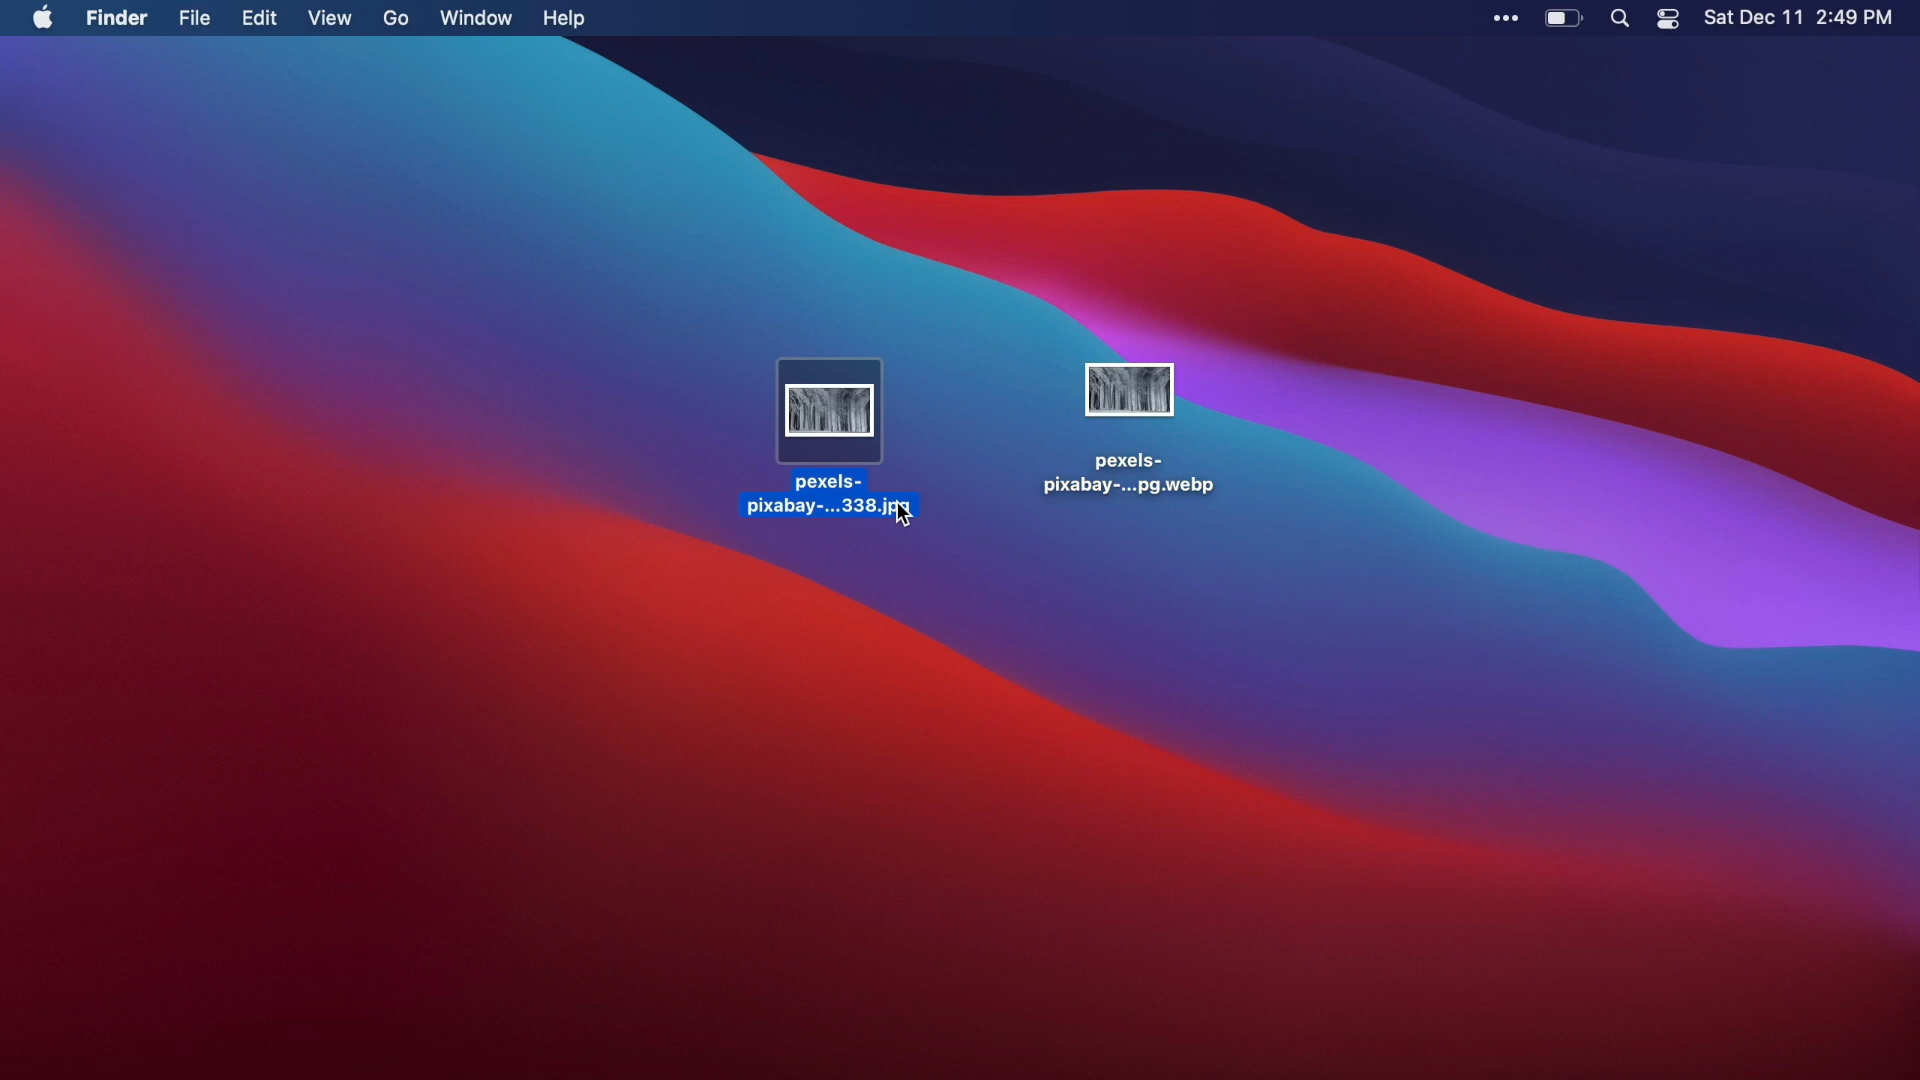 Finder File Edit View Go Window Help Sat Dec 11 2:49 PM
pexels-
pixabay-...338.jpg
pexels-
pixabay-...pg.webp